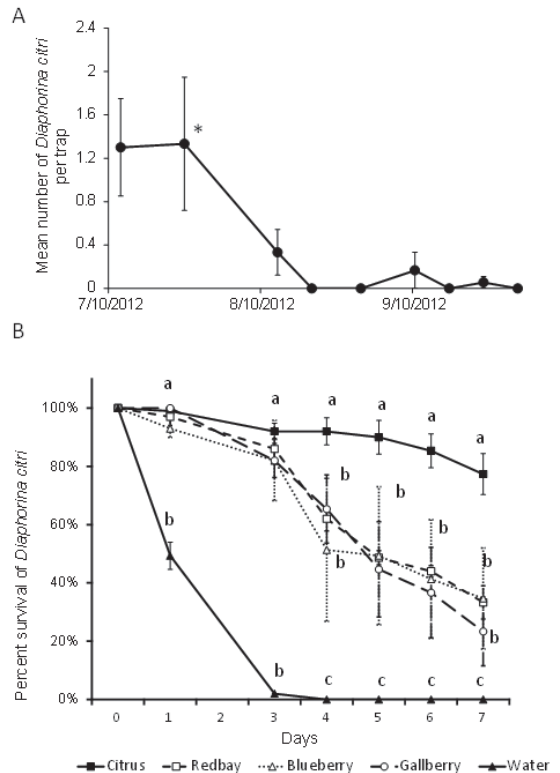 A
Mean number of Diaphorina citri
per trap
2.4
2
1.6
1.2
0.8
0.4
0
*
7/10/2012
8/10/2012
9/10/2012
B
Percent survival of Diaphorina citri
100%
80%
60%
40%
20%
0%
a
a
a
a
a
a
b
b
b
b
b
b
b
b
c
c
c
c
0
1
2
3
4
5
6
7
Days
Citrus
Redbay
Blueberry
Gallberry
Water